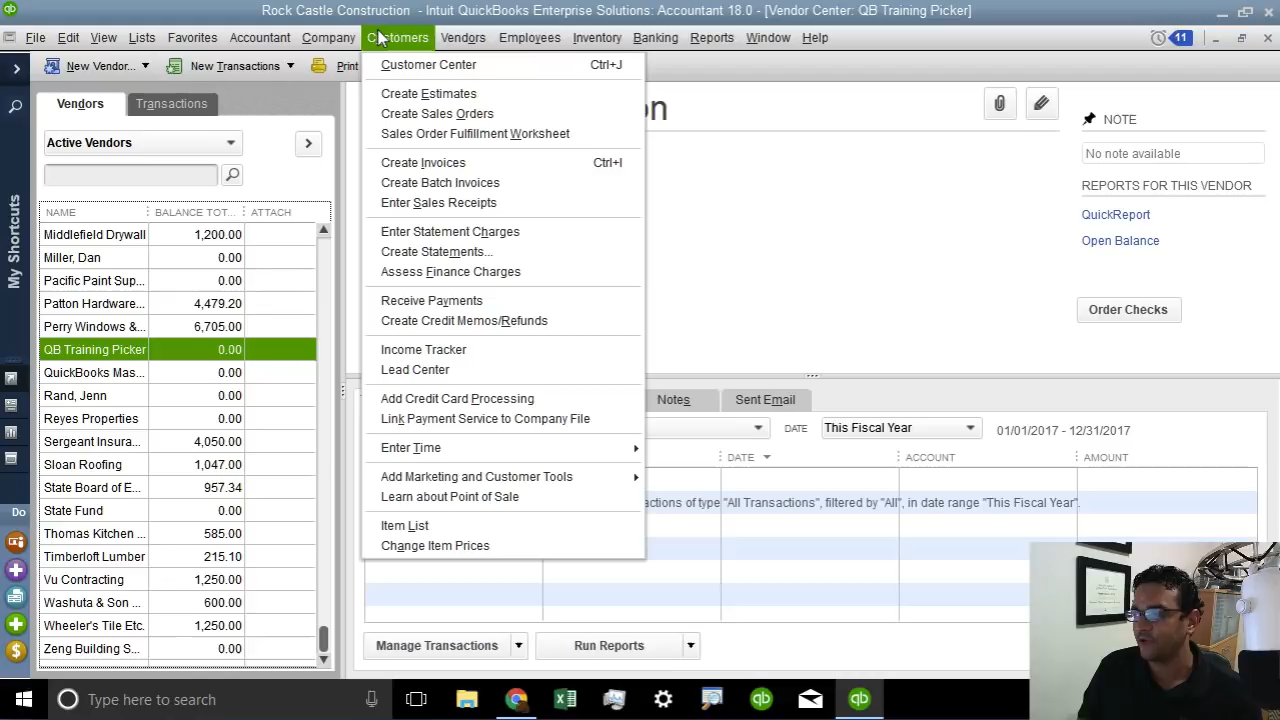 Rock Castle Construction - Intuit QuickBooks Enterprise Solutions: Accountant 18.0 - [Vendor Center: QB Training Picker]
File Edit View Lists Favorites Accountant Company Customers Vendors Employees Inventory Banking Reports Window Help 11
New Vendor... New Transactions Print
Vendors Transactions
Active Vendors
NAME BALANCE TOT... ATTACH
Middlefield Drywall 1,200.00
Miller, Dan 0.00
Pacific Paint Sup... 0.00
Patton Hardware... 4,479.20
Perry Windows &... 6,705.00
QB Training Picker 0.00
QuickBooks Mas... 0.00
Rand, Jenn 0.00
Reyes Properties 0.00
Sergeant Insura... 4,050.00
Sloan Roofing 1,047.00
State Board of E... 957.34
State Fund 0.00
Thomas Kitchen ... 585.00
Timberloft Lumber 215.10
Vu Contracting 1,250.00
Washuta & Son ... 600.00
Wheeler's Tile Etc. 1,250.00
Zeng Building S... 0.00
My Shortcuts
Do
Customer Center Ctrl+J
Create Estimates
Create Sales Orders
Sales Order Fulfillment Worksheet
Create Invoices Ctrl+I
Create Batch Invoices
Enter Sales Receipts
Enter Statement Charges
Create Statements...
Assess Finance Charges
Receive Payments
Create Credit Memos/Refunds
Income Tracker
Lead Center
Add Credit Card Processing
Link Payment Service to Company File
Enter Time
Add Marketing and Customer Tools
Learn about Point of Sale
Item List
Change Item Prices
on
NOTE
No note available
REPORTS FOR THIS VENDOR
QuickReport
Open Balance
Order Checks
Notes Sent Email
DATE This Fiscal Year 01/01/2017 - 12/31/2017
DATE ACCOUNT AMOUNT
actions of type "All Transactions", filtered by "All", in date range "This Fiscal Year".
Manage Transactions Run Reports
Type here to search
qb qb